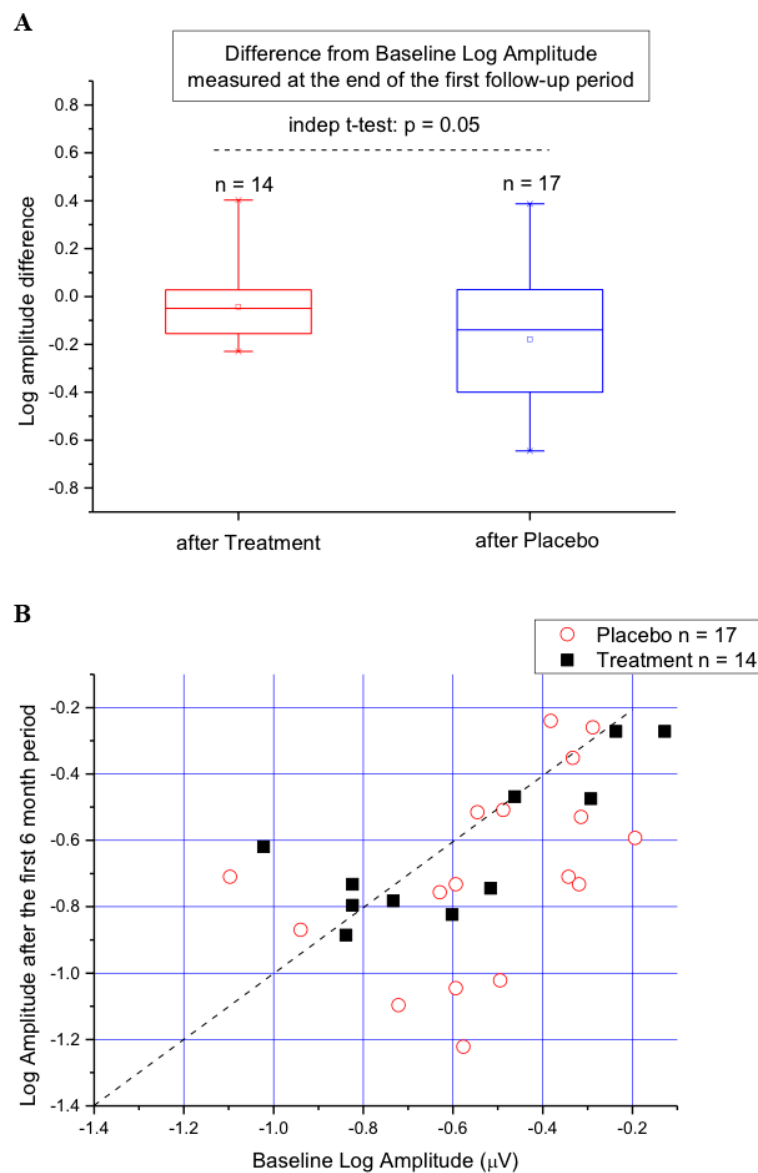 A
Difference from Baseline Log Amplitude
measured at the end of the first follow-up period
indep t-test: p = 0.05
n = 14
n = 17
Log amplitude difference
0.8
0.6
0.4
0.2
0.0
-0.2
-0.4
-0.6
-0.8
after Treatment
after Placebo
B
Placebo n = 17
Treatment n = 14
Log Amplitude after the first 6 month period
-0.2
-0.4
-0.6
-0.8
-1.0
-1.2
-1.4
-1.4
-1.2
-1.0
-0.8
-0.6
-0.4
-0.2
Baseline Log Amplitude (μV)